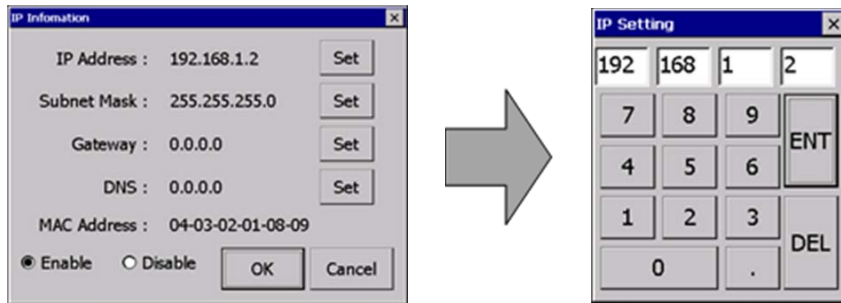 IP Infomation
IP Address : 192.168.1.2 Set
Subnet Mask : 255.255.255.0 Set
Gateway : 0.0.0.0 Set
DNS : 0.0.0.0 Set
MAC Address : 04-03-02-01-08-09
Enable Disable OK Cancel
IP Setting
192 168 1 2
7 8 9 ENT
4 5 6
1 2 3 DEL
0 .